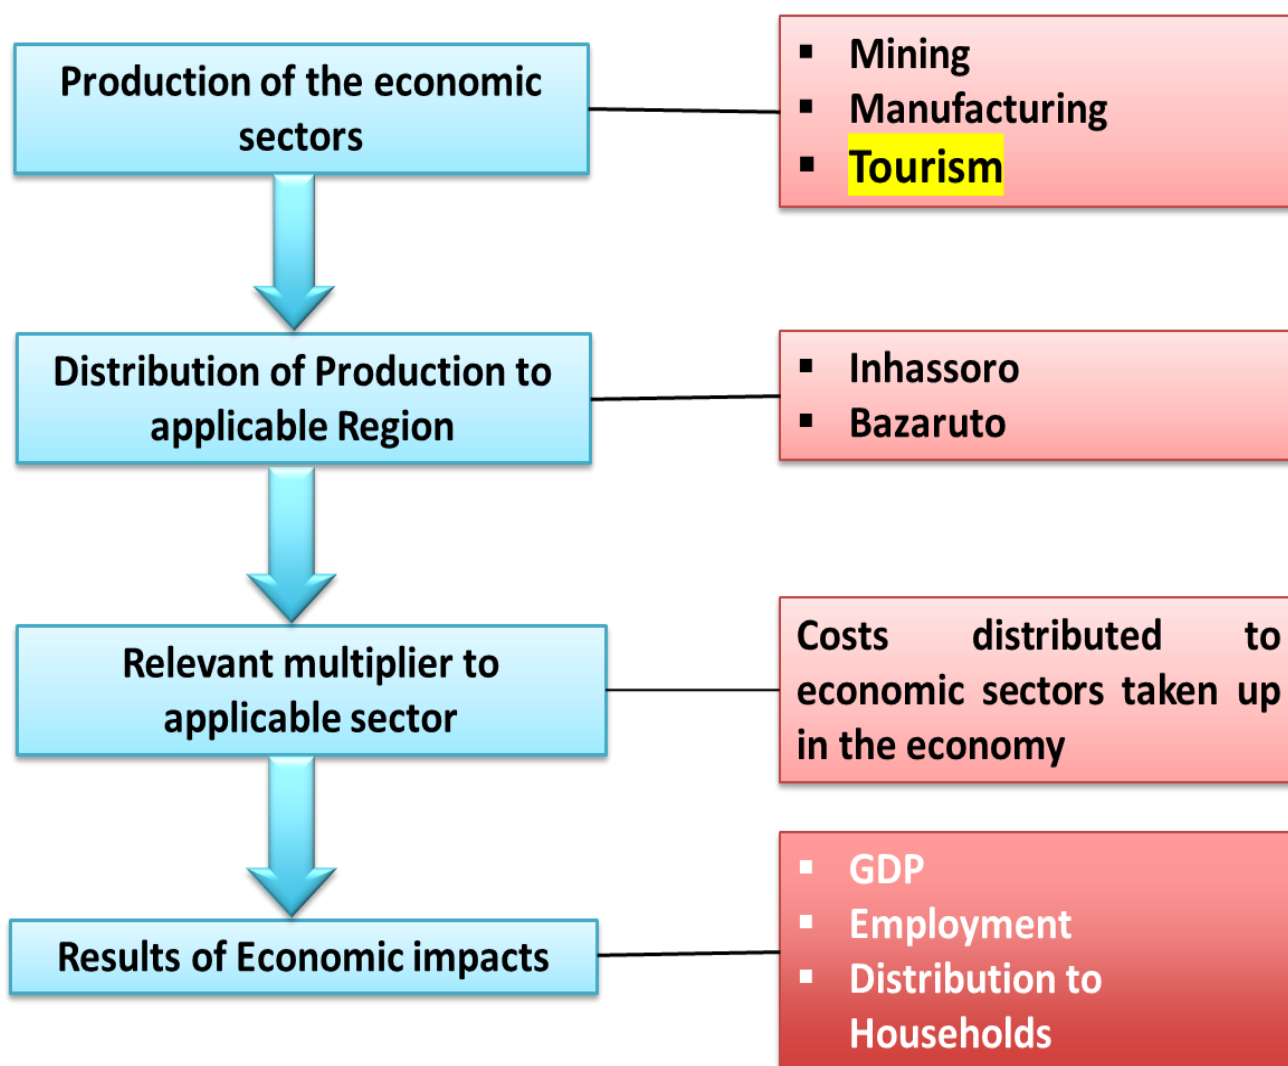 Production of the economic
sectors
▪ Mining
▪ Manufacturing
▪ Tourism
Distribution of Production to
applicable Region
▪ Inhassoro
▪ Bazaruto
Relevant multiplier to
applicable sector
Costs distributed to
economic sectors taken up
in the economy
Results of Economic impacts
▪ GDP
▪ Employment
▪ Distribution to
Households